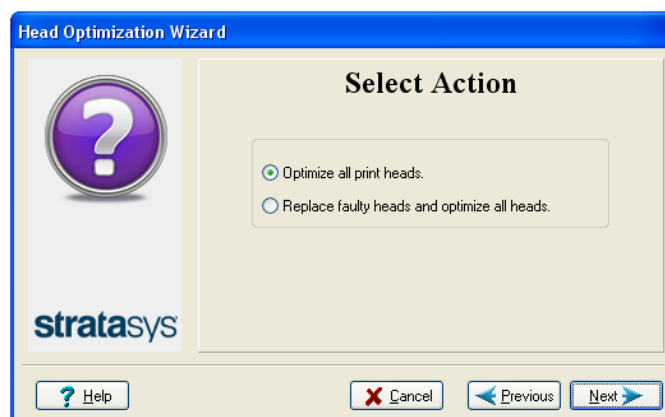 Head Optimization Wizard
Select Action
Optimize all print heads.
Replace faulty heads and optimize all heads.
stratasys
? Help
Cancel
Previous
Next